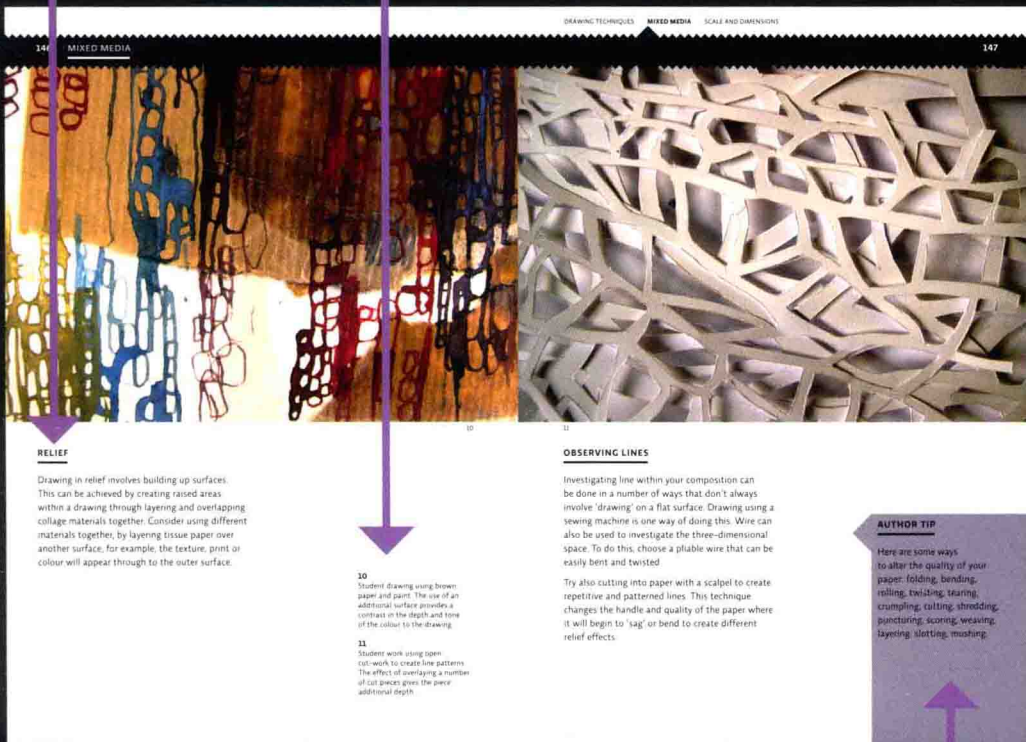 DRAWING TECHNIQUES MIXED MEDIA SCALE AND DIMENSIONS
146 MIXED MEDIA
147
10
11
RELIEF
Drawing in relief involves building up surfaces.
This can be achieved by creating raised areas
within a drawing through layering and overlapping
collage materials together. Consider using different
materials together, by layering tissue paper over
another surface, for example, the texture, print or
colour will appear through to the outer surface.
10
Student drawing using brown
paper and paint. The use of an
additional surface provides a
contrast in the depth and tone
of the colour to the drawing.
11
Student work using open
cut-work to create line patterns.
The effect of overlaying a number
of cut pieces gives the piece
additional depth.
OBSERVING LINES
Investigating line within your composition can
be done in a number of ways that don't always
involve 'drawing' on a flat surface. Drawing using a
sewing machine is one way of doing this. Wire can
also be used to investigate the three-dimensional
space. To do this, choose a pliable wire that can be
easily bent and twisted.
Try also cutting into paper with a scalpel to create
repetitive and patterned lines. This technique
changes the handle and quality of the paper where
it will begin to 'sag' or bend to create different
relief effects.
AUTHOR TIP
Here are some ways
to alter the quality of your
paper: folding, bending,
rolling, twisting, tearing,
crumpling, cutting, shredding,
puncturing, scoring, weaving,
layering, slotting, mushing.